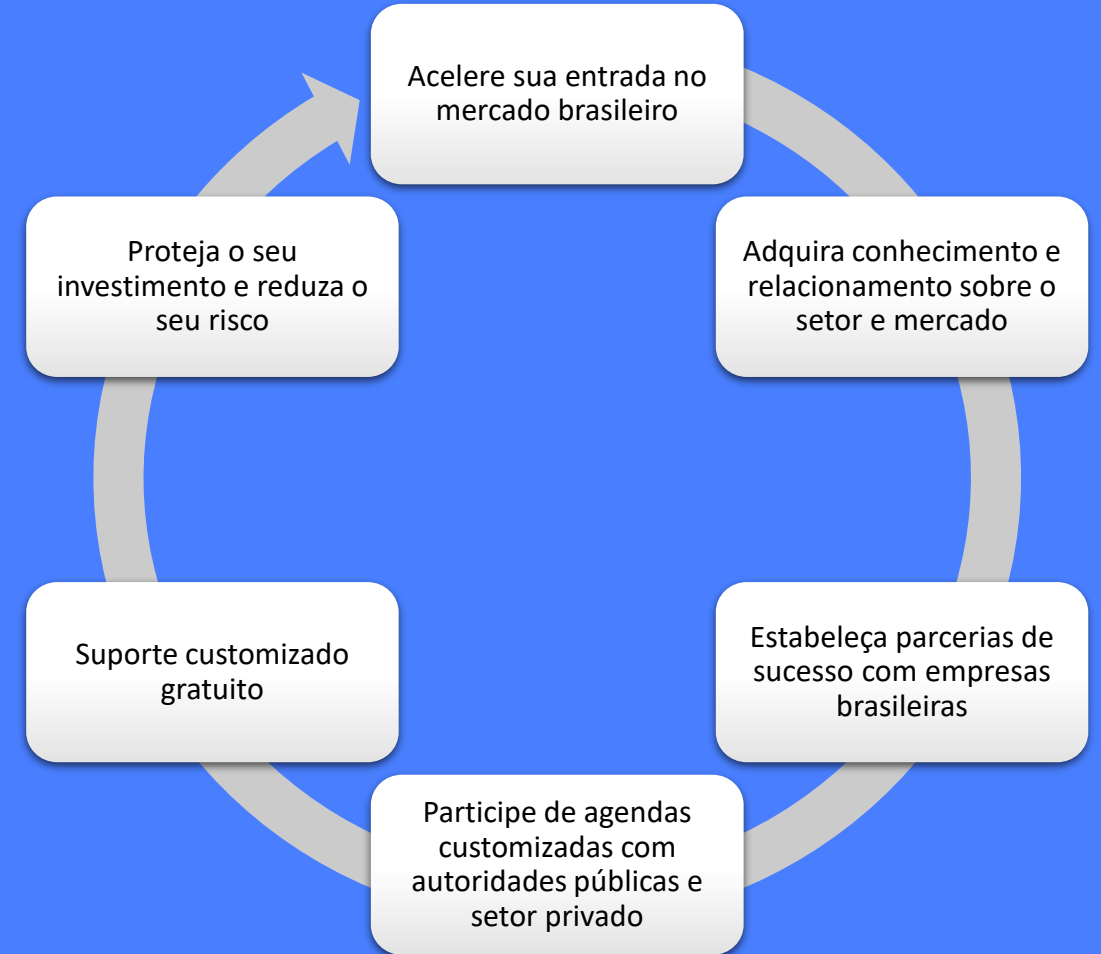 Acelere sua entrada no
mercado brasileiro
Adquira conhecimento e
relacionamento sobre o
setor e mercado
Estabeleça parcerias de
sucesso com empresas
brasileiras
Participe de agendas
customizadas com
autoridades públicas e
setor privado
Suporte customizado
gratuito
Proteja o seu
investimento e reduza o
seu risco